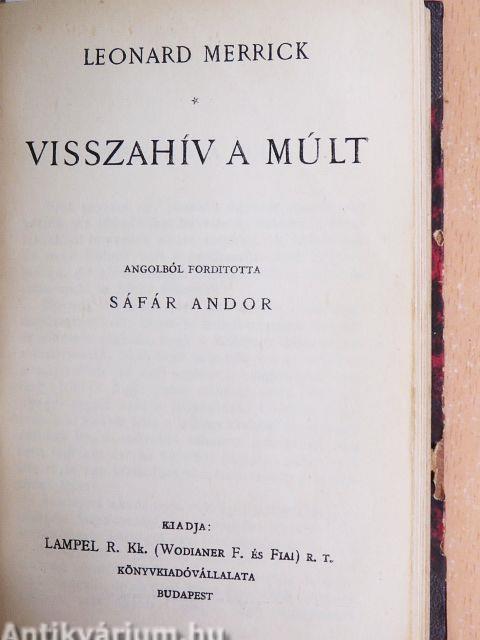 LEONARD MERRICK
*
VISSZAHÍV A MÚLT
ANGOLBÓL FORDITOTTA
SÁFÁR ANDOR
KIADJA:
LAMPEL R. KK. (WODIANER F. ÉS FIAI) R. T.
KÖNYVKIADÓVÁLLALATA
BUDAPEST
Antikvárium.hu